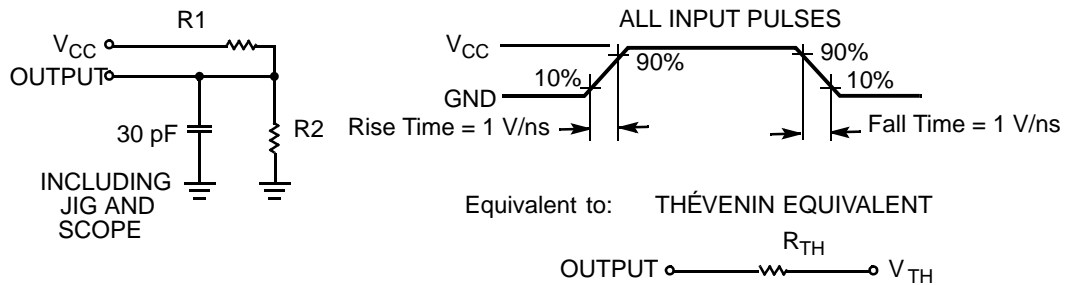 R1
VCC
OUTPUT
30 pF
R2
INCLUDING
JIG AND
SCOPE
ALL INPUT PULSES
VCC
GND
10%
90%
90%
10%
Rise Time = 1 V/ns
Fall Time = 1 V/ns
Equivalent to: THÉVENIN EQUIVALENT
RTH
OUTPUT
VTH